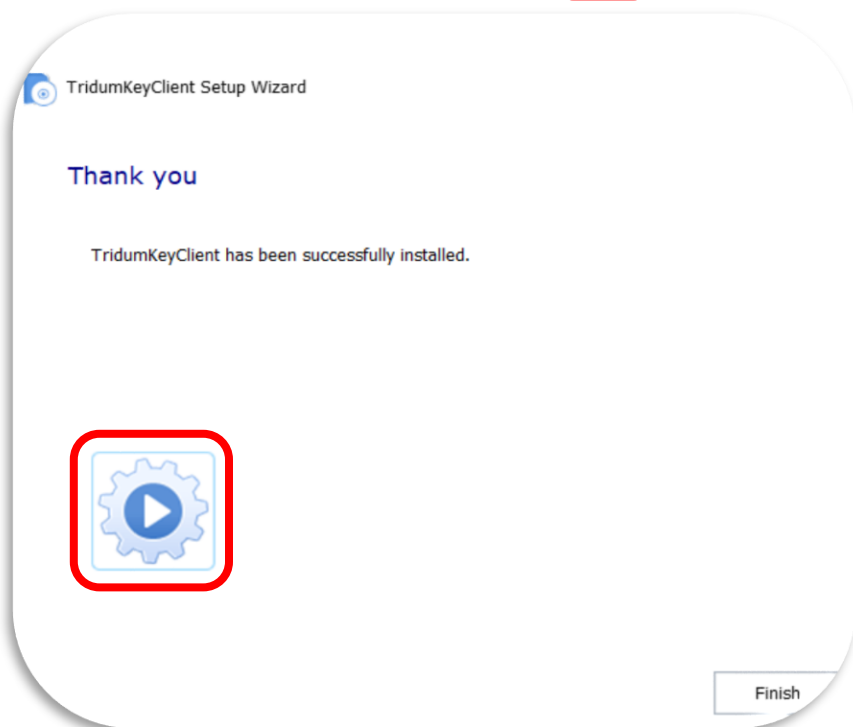 TridumKeyClient Setup Wizard
Thank you
TridumKeyClient has been successfully installed.
Finish